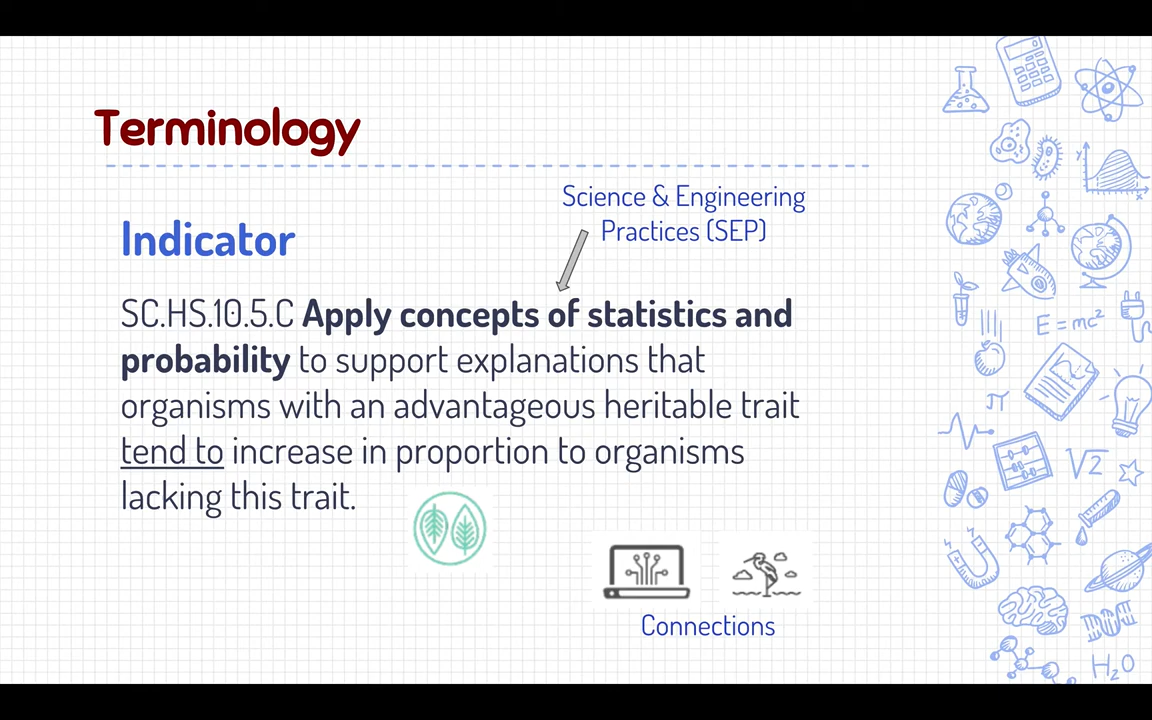 Terminology
Science & Engineering
Practices (SEP)
Indicator
SC.HS.10.5.C Apply concepts of statistics and
probability to support explanations that
organisms with an advantageous heritable trait
tend to increase in proportion to organisms
lacking this trait.
Connections
y
x
E=mc²
π
√2
H₂O